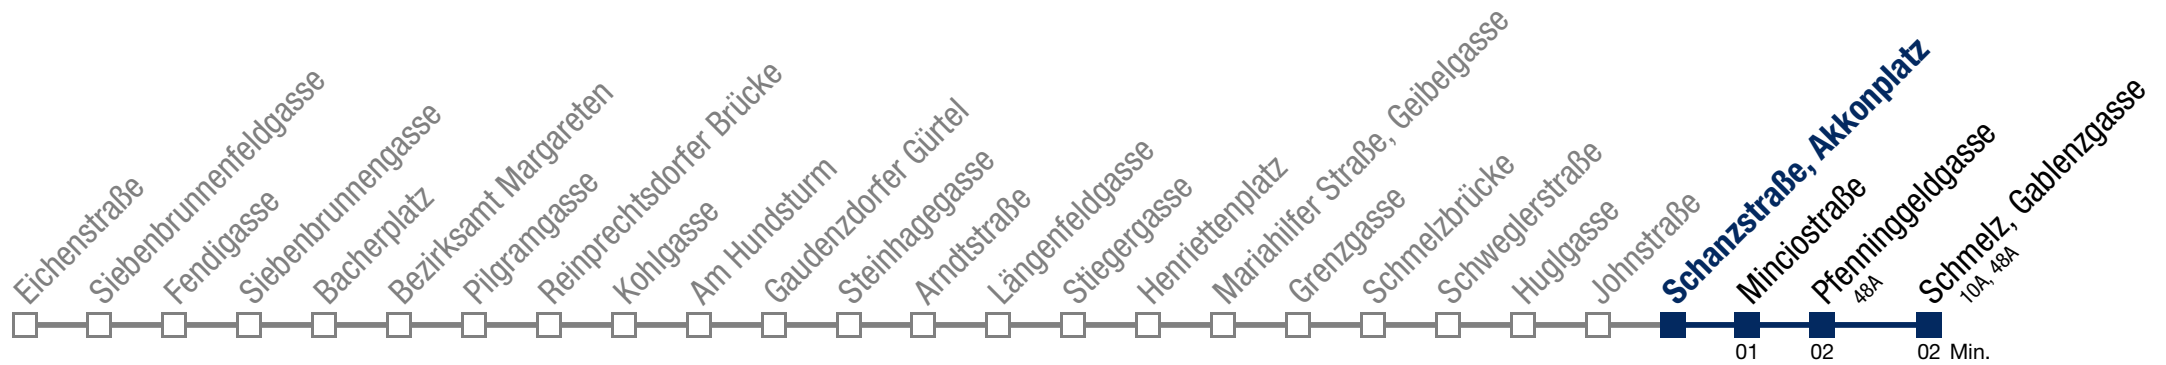 Eichenstraße
Siebenbrunnenfeldgasse
Fendigasse
Siebenbrunnengasse
Bacherplatz
Bezirksamt Margareten
Pilgramgasse
Reinprechtsdorfer Brücke
Kohlgasse
Am Hundsturm
Gaudenzdorfer Gürtel
Steinhagegasse
Arndtstraße
Längenfeldgasse
Stiegergasse
Henriettenplatz
Mariahilfer Straße, Geibelgasse
Grenzgasse
Schmelzbrücke
Schweglerstraße
Huglgasse
Johnstraße
Schanzstraße, Akkonplatz
Minciostraße
Pfenninggeldgasse
48A
Schmelz, Gablenzgasse
10A, 48A
01 02 02 Min.